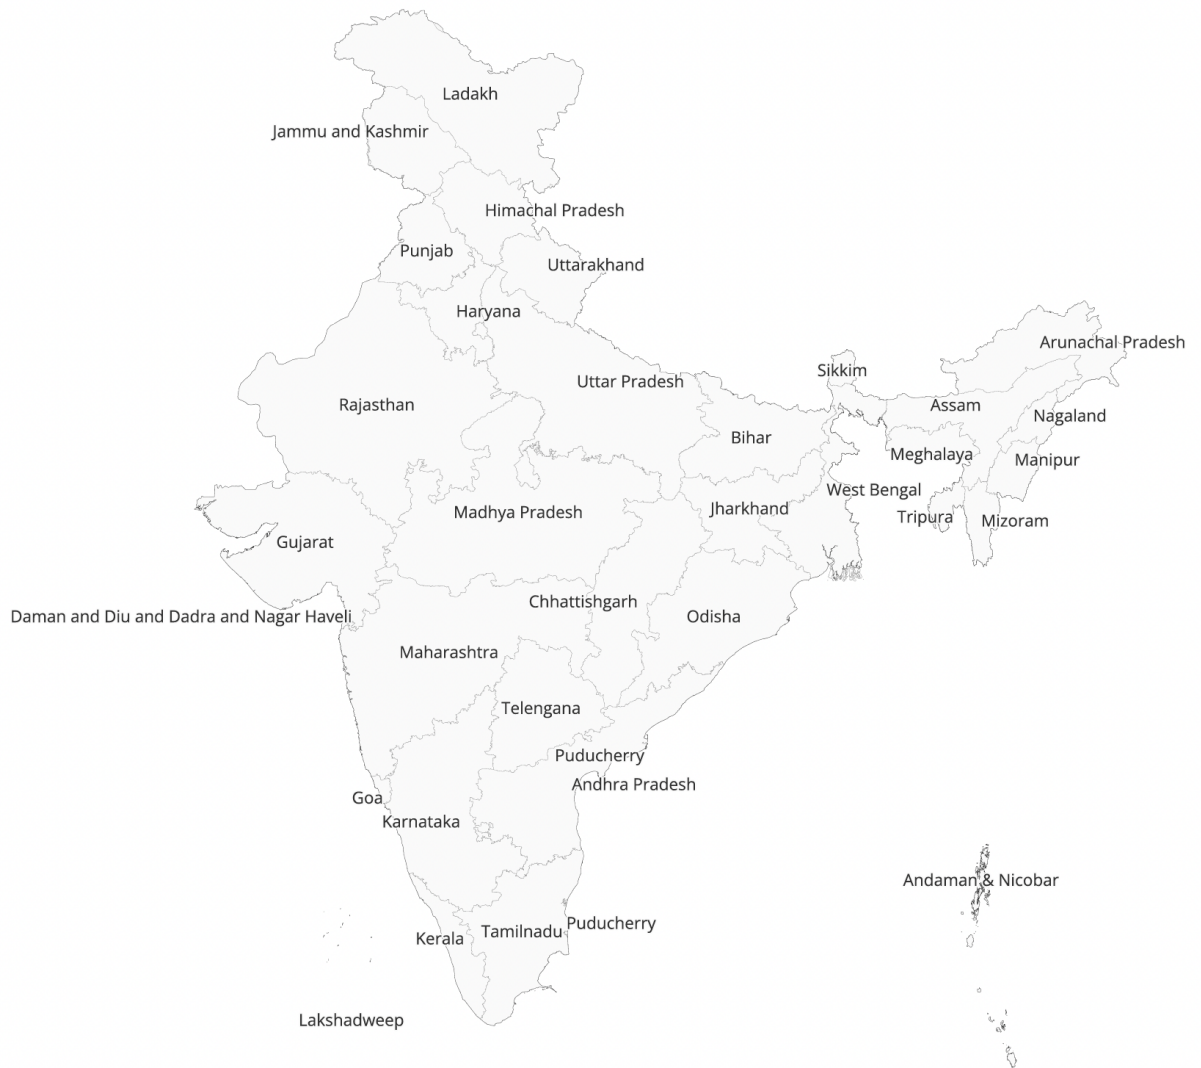 Ladakh
Jammu and Kashmir
Himachal Pradesh
Punjab
Uttarakhand
Haryana
Arunachal Pradesh
Sikkim
Uttar Pradesh
Rajasthan
Assam
Nagaland
Bihar
Meghalaya
Manipur
West Bengal
Jharkhand
Madhya Pradesh
Tripura
Mizoram
Gujarat
Chhattishgarh
Daman and Diu and Dadra and Nagar Haveli
Odisha
Maharashtra
Telengana
Puducherry
Andhra Pradesh
Goa
Karnataka
Andaman & Nicobar
Puducherry
Tamilnadu
Kerala
Lakshadweep